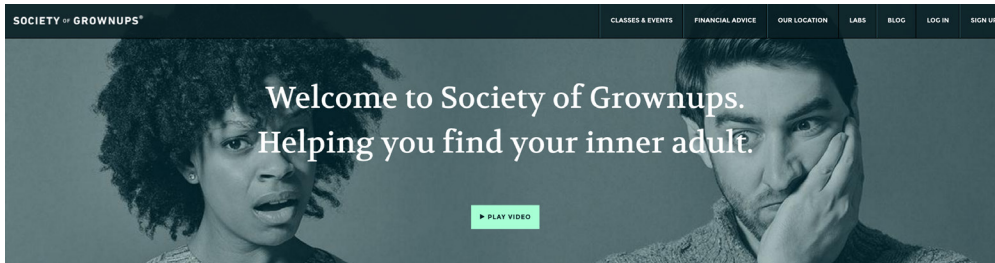 SOCIETY OF GROWNUPS®
CLASSES & EVENTS
FINANCIAL ADVICE
OUR LOCATION
LABS
BLOG
LOG IN
Welcome to Society of Grownups.
Helping you find your inner adult.
PLAY VIDEO